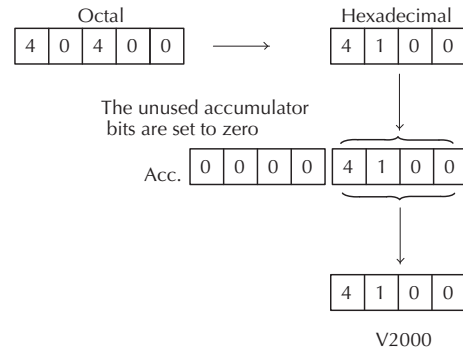 Octal Hexadecimal
4 0 4 0 0 4 1 0 0
The unused accumulator
bits are set to zero
Acc. 0 0 0 0 4 1 0 0
4 1 0 0
V2000